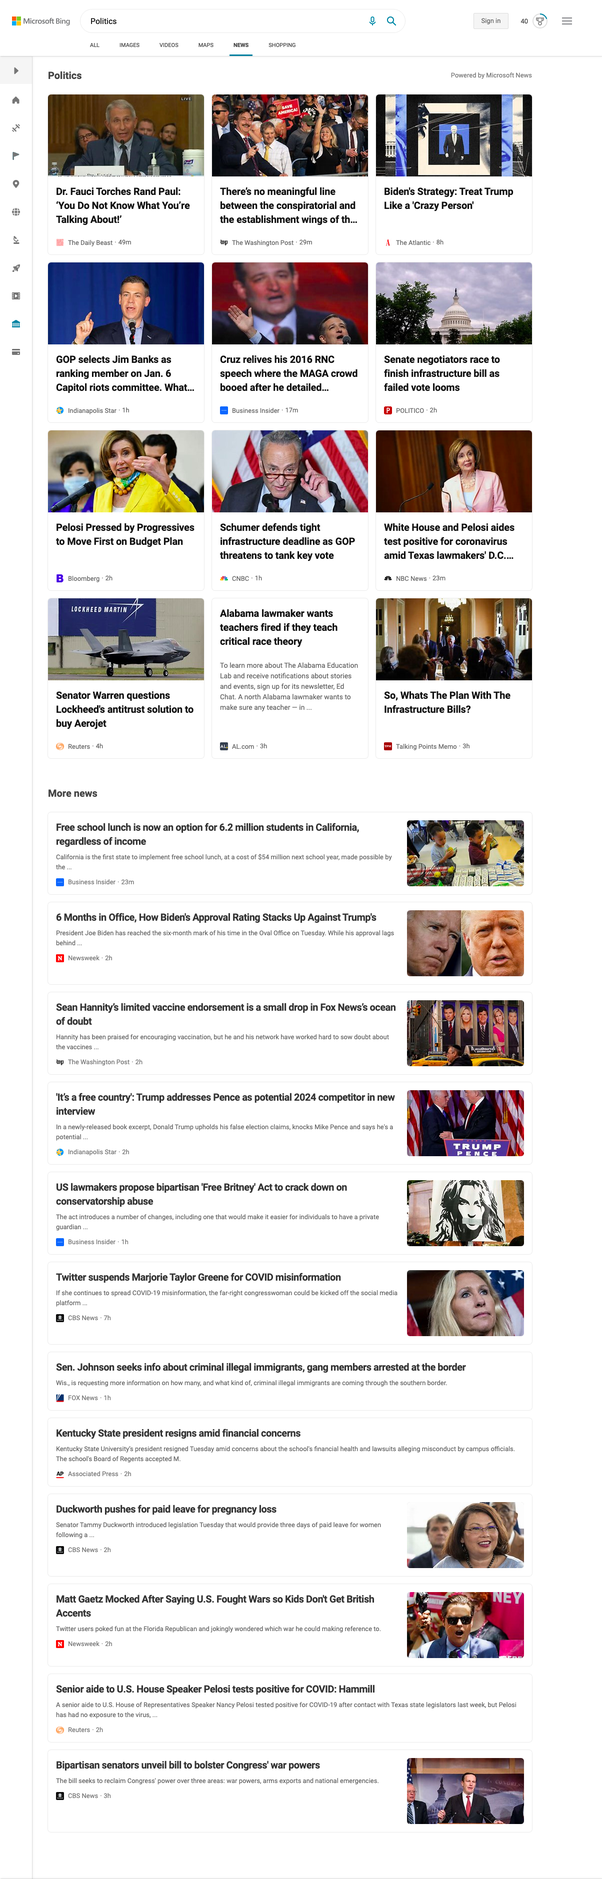 Microsoft Bing
Politics
Sign in
40
ALL
IMAGES
VIDEOS
MAPS
NEWS
SHOPPING
Politics
Powered by Microsoft News
LIVE
SAVE
AMERICA!
Dr. Fauci Torches Rand Paul:
'You Do Not Know What You're
Talking About!'
The Daily Beast · 49m
There's no meaningful line
between the conspiratorial and
the establishment wings of th...
wp The Washington Post · 29m
Biden's Strategy: Treat Trump
Like a 'Crazy Person'
The Atlantic · 8h
GOP selects Jim Banks as
ranking member on Jan. 6
Capitol riots committee. What...
Indianapolis Star · 1h
Cruz relives his 2016 RNC
speech where the MAGA crowd
booed after he detailed...
Business Insider · 17m
Senate negotiators race to
finish infrastructure bill as
failed vote looms
POLITICO · 2h
Pelosi Pressed by Progressives
to Move First on Budget Plan
B Bloomberg · 2h
Schumer defends tight
infrastructure deadline as GOP
threatens to tank key vote
CNBC · 1h
White House and Pelosi aides
test positive for coronavirus
amid Texas lawmakers' D.C....
NBC News · 23m
LOCKHEED MARTIN
Senator Warren questions
Lockheed's antitrust solution to
buy Aerojet
Reuters · 4h
Alabama lawmaker wants
teachers fired if they teach
critical race theory
To learn more about The Alabama Education
Lab and receive notifications about stories
and events, sign up for its newsletter, Ed
Chat. A north Alabama lawmaker wants to
make sure any teacher — in ...
AL AL.com · 3h
So, Whats The Plan With The
Infrastructure Bills?
Talking Points Memo · 3h
More news
Free school lunch is now an option for 6.2 million students in California,
regardless of income
California is the first state to implement free school lunch, at a cost of $54 million next school year, made possible by
the ...
Business Insider · 23m
6 Months in Office, How Biden's Approval Rating Stacks Up Against Trump's
President Joe Biden has reached the six-month mark of his time in the Oval Office on Tuesday. While his approval lags
behind ...
N Newsweek · 2h
Sean Hannity's limited vaccine endorsement is a small drop in Fox News's ocean
of doubt
Hannity has been praised for encouraging vaccination, but he and his network have worked hard to sow doubt about
the vaccines ...
wp The Washington Post · 2h
'It's a free country': Trump addresses Pence as potential 2024 competitor in new
interview
In a newly-released book excerpt, Donald Trump upholds his false election claims, knocks Mike Pence and says he's a
potential ...
Indianapolis Star · 2h
TRUMP
PENCE
US lawmakers propose bipartisan 'Free Britney' Act to crack down on
conservatorship abuse
The act introduces a number of changes, including one that would make it easier for individuals to have a private
guardian ...
Business Insider · 1h
Twitter suspends Marjorie Taylor Greene for COVID misinformation
If she continues to spread COVID-19 misinformation, the far-right congresswoman could be kicked off the social media
platform ...
CBS News · 7h
Sen. Johnson seeks info about criminal illegal immigrants, gang members arrested at the border
Wis., is requesting more information on how many, and what kind of, criminal illegal immigrants are coming through the southern border.
FOX News · 1h
Kentucky State president resigns amid financial concerns
Kentucky State University's president resigned Tuesday amid concerns about the school's financial health and lawsuits alleging misconduct by campus officials.
The school's Board of Regents accepted M.
AP Associated Press · 2h
Duckworth pushes for paid leave for pregnancy loss
Senator Tammy Duckworth introduced legislation Tuesday that would provide three days of paid leave for women
following a ...
CBS News · 2h
Matt Gaetz Mocked After Saying U.S. Fought Wars so Kids Don't Get British
Accents
Twitter users poked fun at the Florida Republican and jokingly wondered which war he could making reference to.
N Newsweek · 2h
NEY
Senior aide to U.S. House Speaker Pelosi tests positive for COVID: Hammill
A senior aide to U.S. House of Representatives Speaker Nancy Pelosi tested positive for COVID-19 after contact with Texas state legislators last week, but Pelosi
has had no exposure to the virus, ...
Reuters · 2h
Bipartisan senators unveil bill to bolster Congress' war powers
The bill seeks to reclaim Congress' power over three areas: war powers, arms exports and national emergencies.
CBS News · 3h